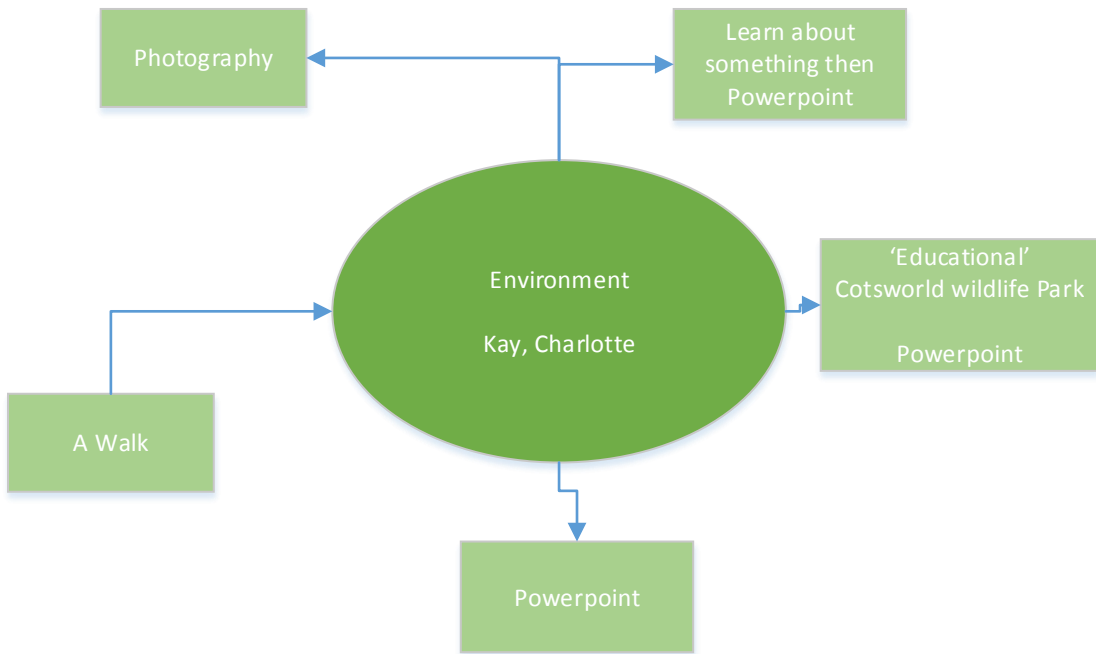 Photography
Learn about
something then
Powerpoint
Environment
Kay, Charlotte
‘Educational’
Cotsworld wildlife Park
Powerpoint
A Walk
Powerpoint